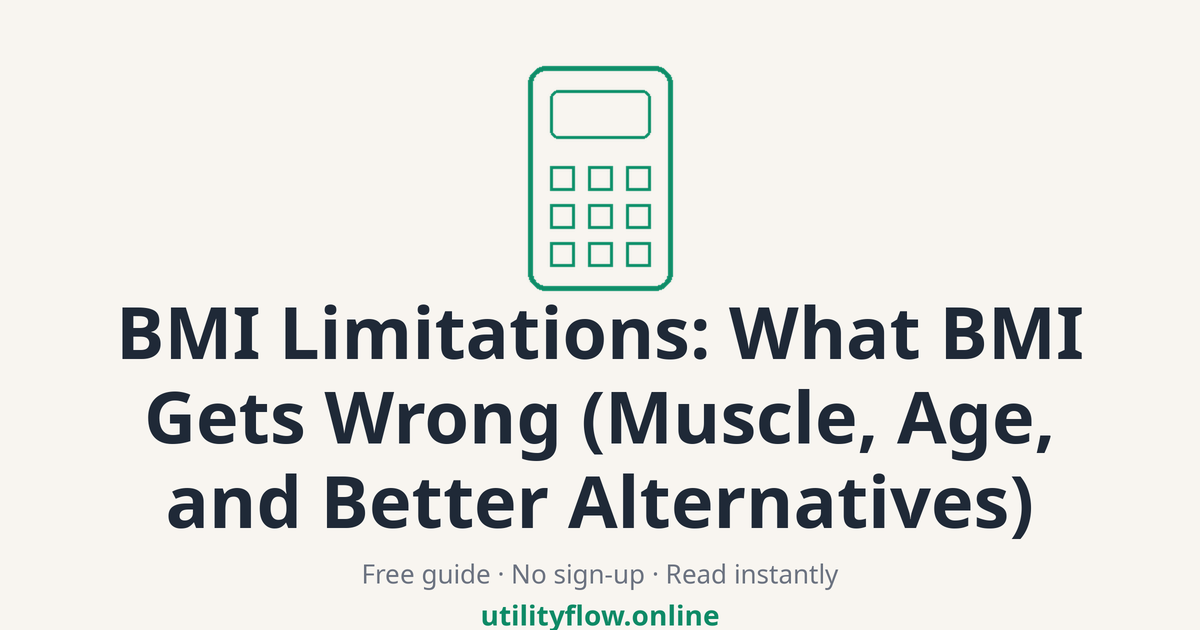 BMI Limitations: What BMI
Gets Wrong (Muscle, Age,
and Better Alternatives)
Free guide · No sign-up · Read instantly
utilityflow.online